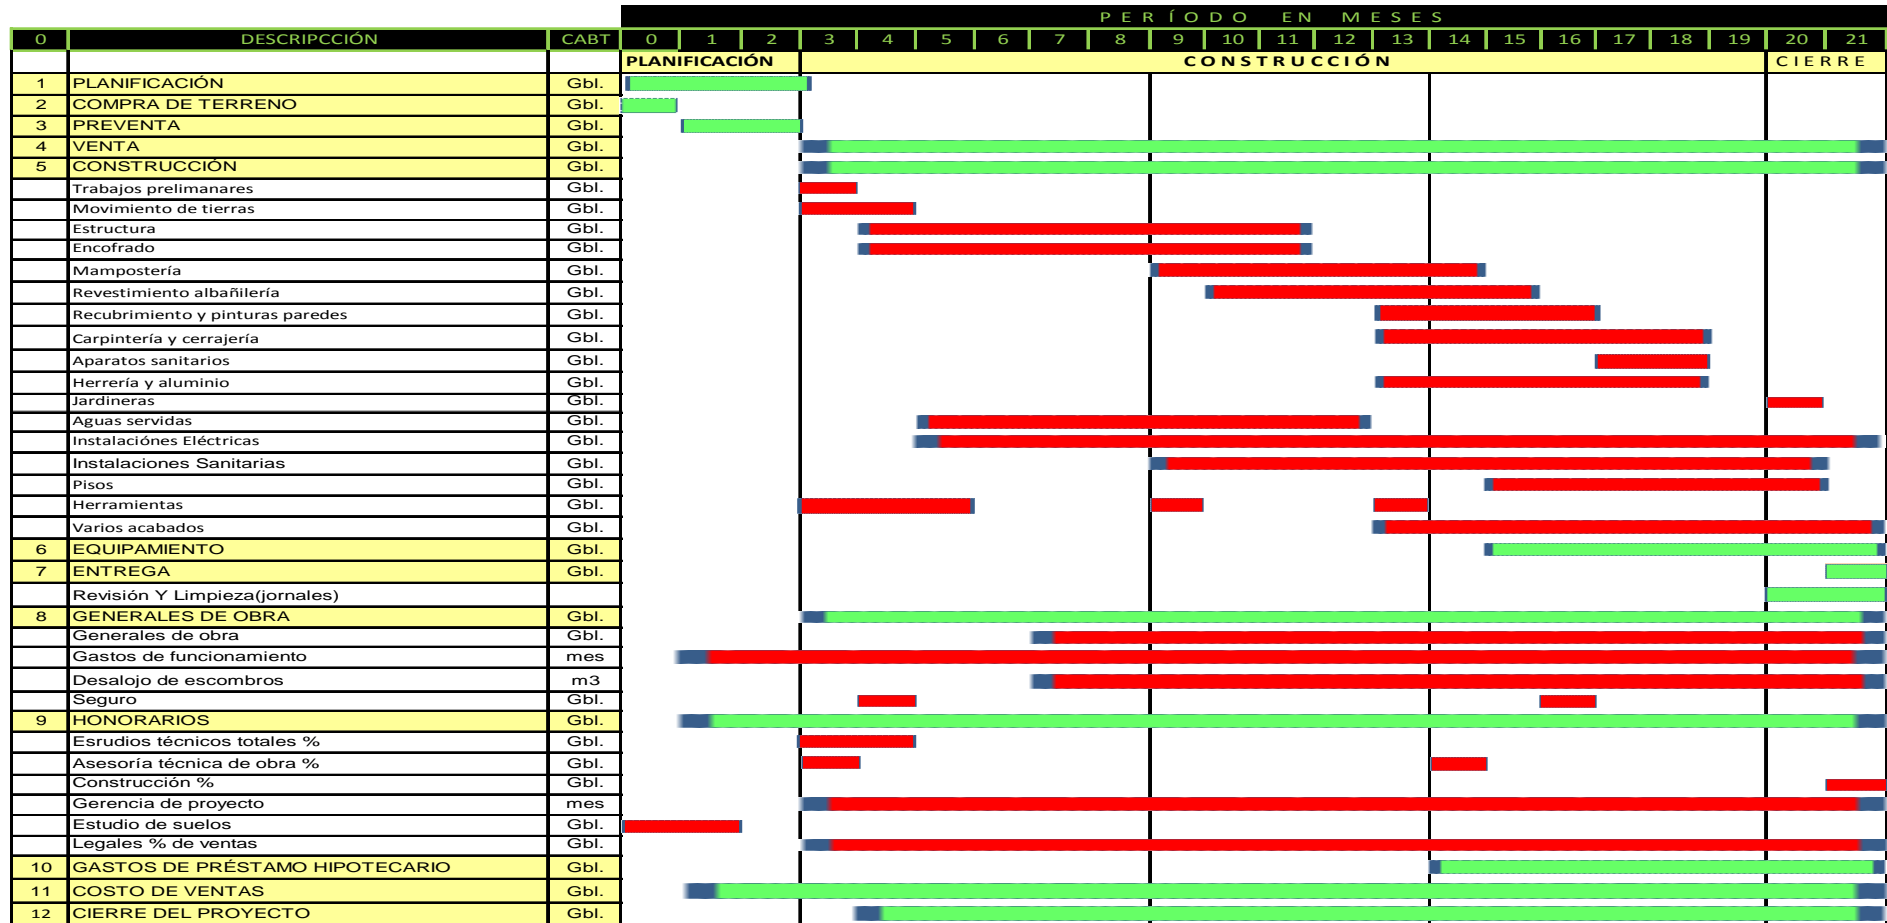 PERÍODO EN MESES
0 DESCRIPCCIÓN CABT 0 1 2 3 4 5 6 7 8 9 10 11 12 13 14 15 16 17 18 19 20 21
PLANIFICACIÓN CONSTRUCCIÓN CIERRE
1 PLANIFICACIÓN Gbl.
2 COMPRA DE TERRENO Gbl.
3 PREVENTA Gbl.
4 VENTA Gbl.
5 CONSTRUCCIÓN Gbl.
Trabajos prelimanares Gbl.
Movimiento de tierras Gbl.
Estructura Gbl.
Encofrado Gbl.
Mampostería Gbl.
Revestimiento albañilería Gbl.
Recubrimiento y pinturas paredes Gbl.
Carpintería y cerrajería Gbl.
Aparatos sanitarios Gbl.
Herrería y aluminio Gbl.
Jardineras Gbl.
Aguas servidas Gbl.
Instalaciónes Eléctricas Gbl.
Instalaciones Sanitarias Gbl.
Pisos Gbl.
Herramientas Gbl.
Varios acabados Gbl.
6 EQUIPAMIENTO Gbl.
7 ENTREGA Gbl.
Revisión Y Limpieza(jornales)
8 GENERALES DE OBRA Gbl.
Generales de obra Gbl.
Gastos de funcionamiento mes
Desalojo de escombros m3
Seguro Gbl.
9 HONORARIOS Gbl.
Esrudios técnicos totales % Gbl.
Asesoría técnica de obra % Gbl.
Construcción % Gbl.
Gerencia de proyecto mes
Estudio de suelos Gbl.
Legales % de ventas Gbl.
10 GASTOS DE PRÉSTAMO HIPOTECARIO Gbl.
11 COSTO DE VENTAS Gbl.
12 CIERRE DEL PROYECTO Gbl.